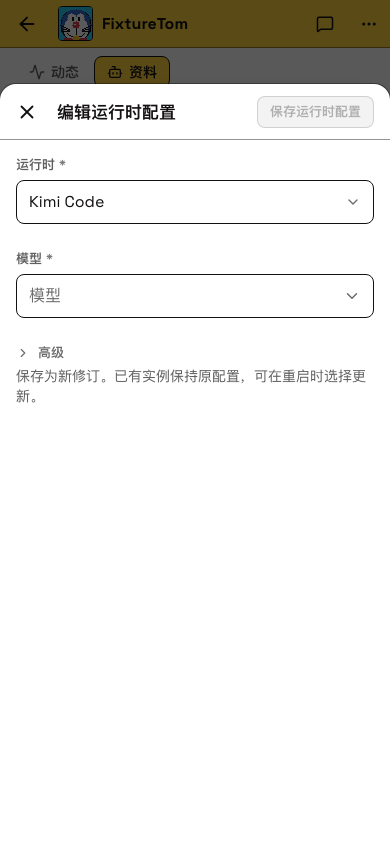 FixtureTom
动态
资料
编辑运行时配置
保存运行时配置
运行时 *
Kimi Code
模型 *
模型
高级
保存为新修订。已有实例保持原配置，可在重启时选择更
新。